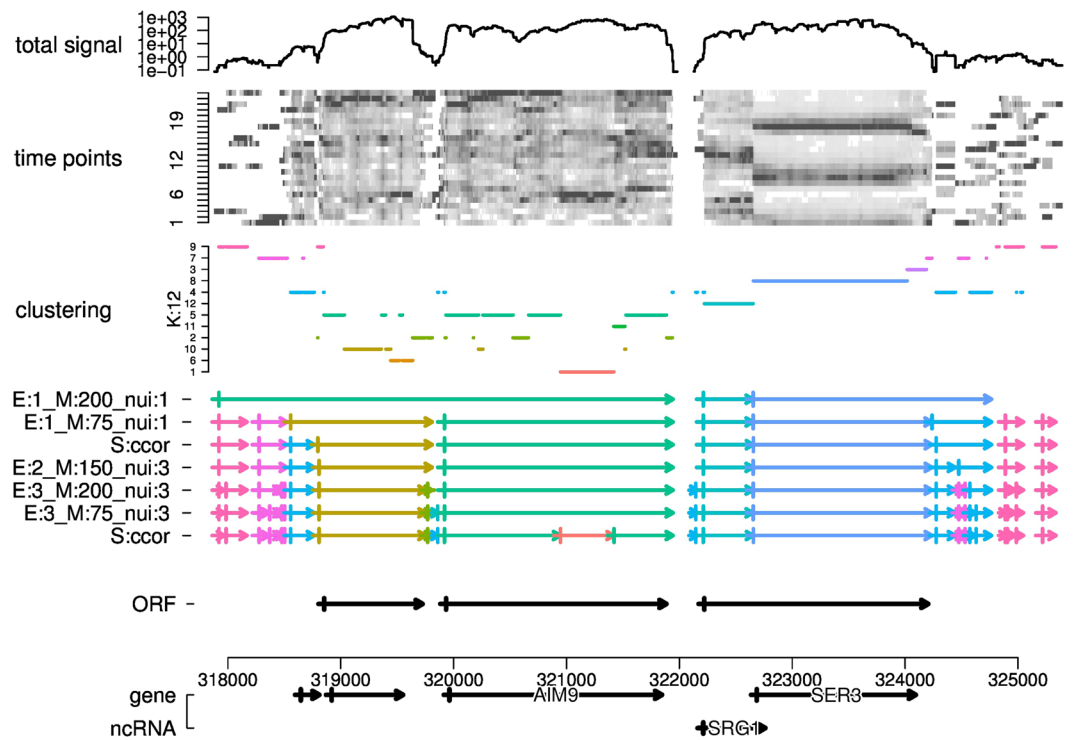 total signal
1e+03
1e+02
1e+01
1e+00
1e−01
time points
19
12
6
1
clustering
K:12
9
7
3
8
4
12
5
11
2
10
6
1
E:1_M:200_nui:1
E:1_M:75_nui:1
S:ccor
E:2_M:150_nui:3
E:3_M:200_nui:3
E:3_M:75_nui:3
S:ccor
ORF
318000 319000 320000 321000 322000 323000 324000 325000
gene AIM9 SER3
ncRNA SRG1